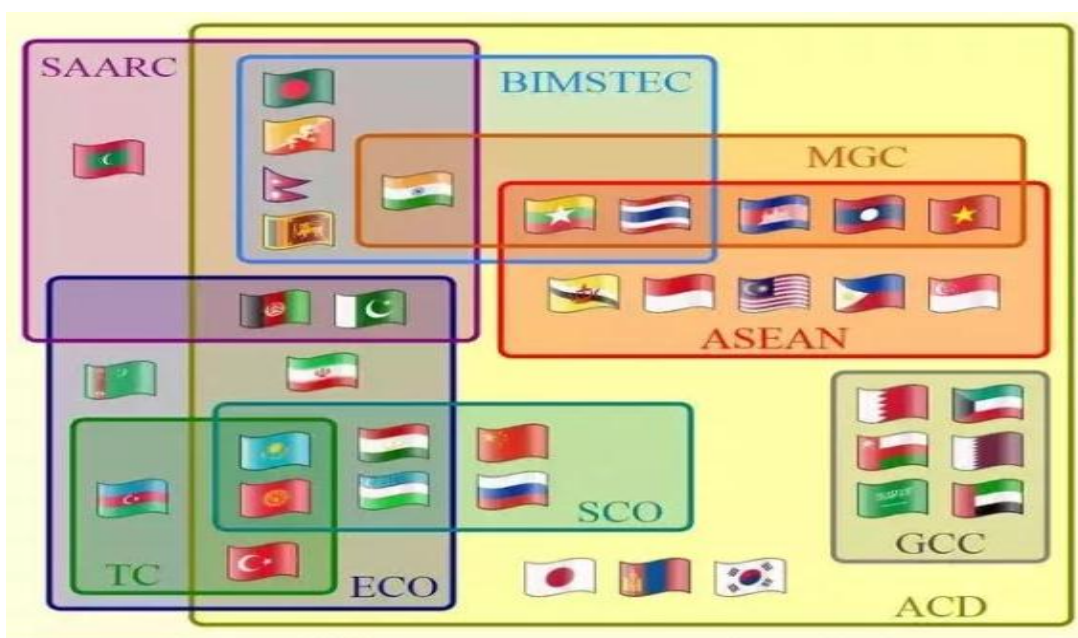 SAARC
BIMSTEC
MGC
ASEAN
SCO
GCC
TC
ECO
ACD